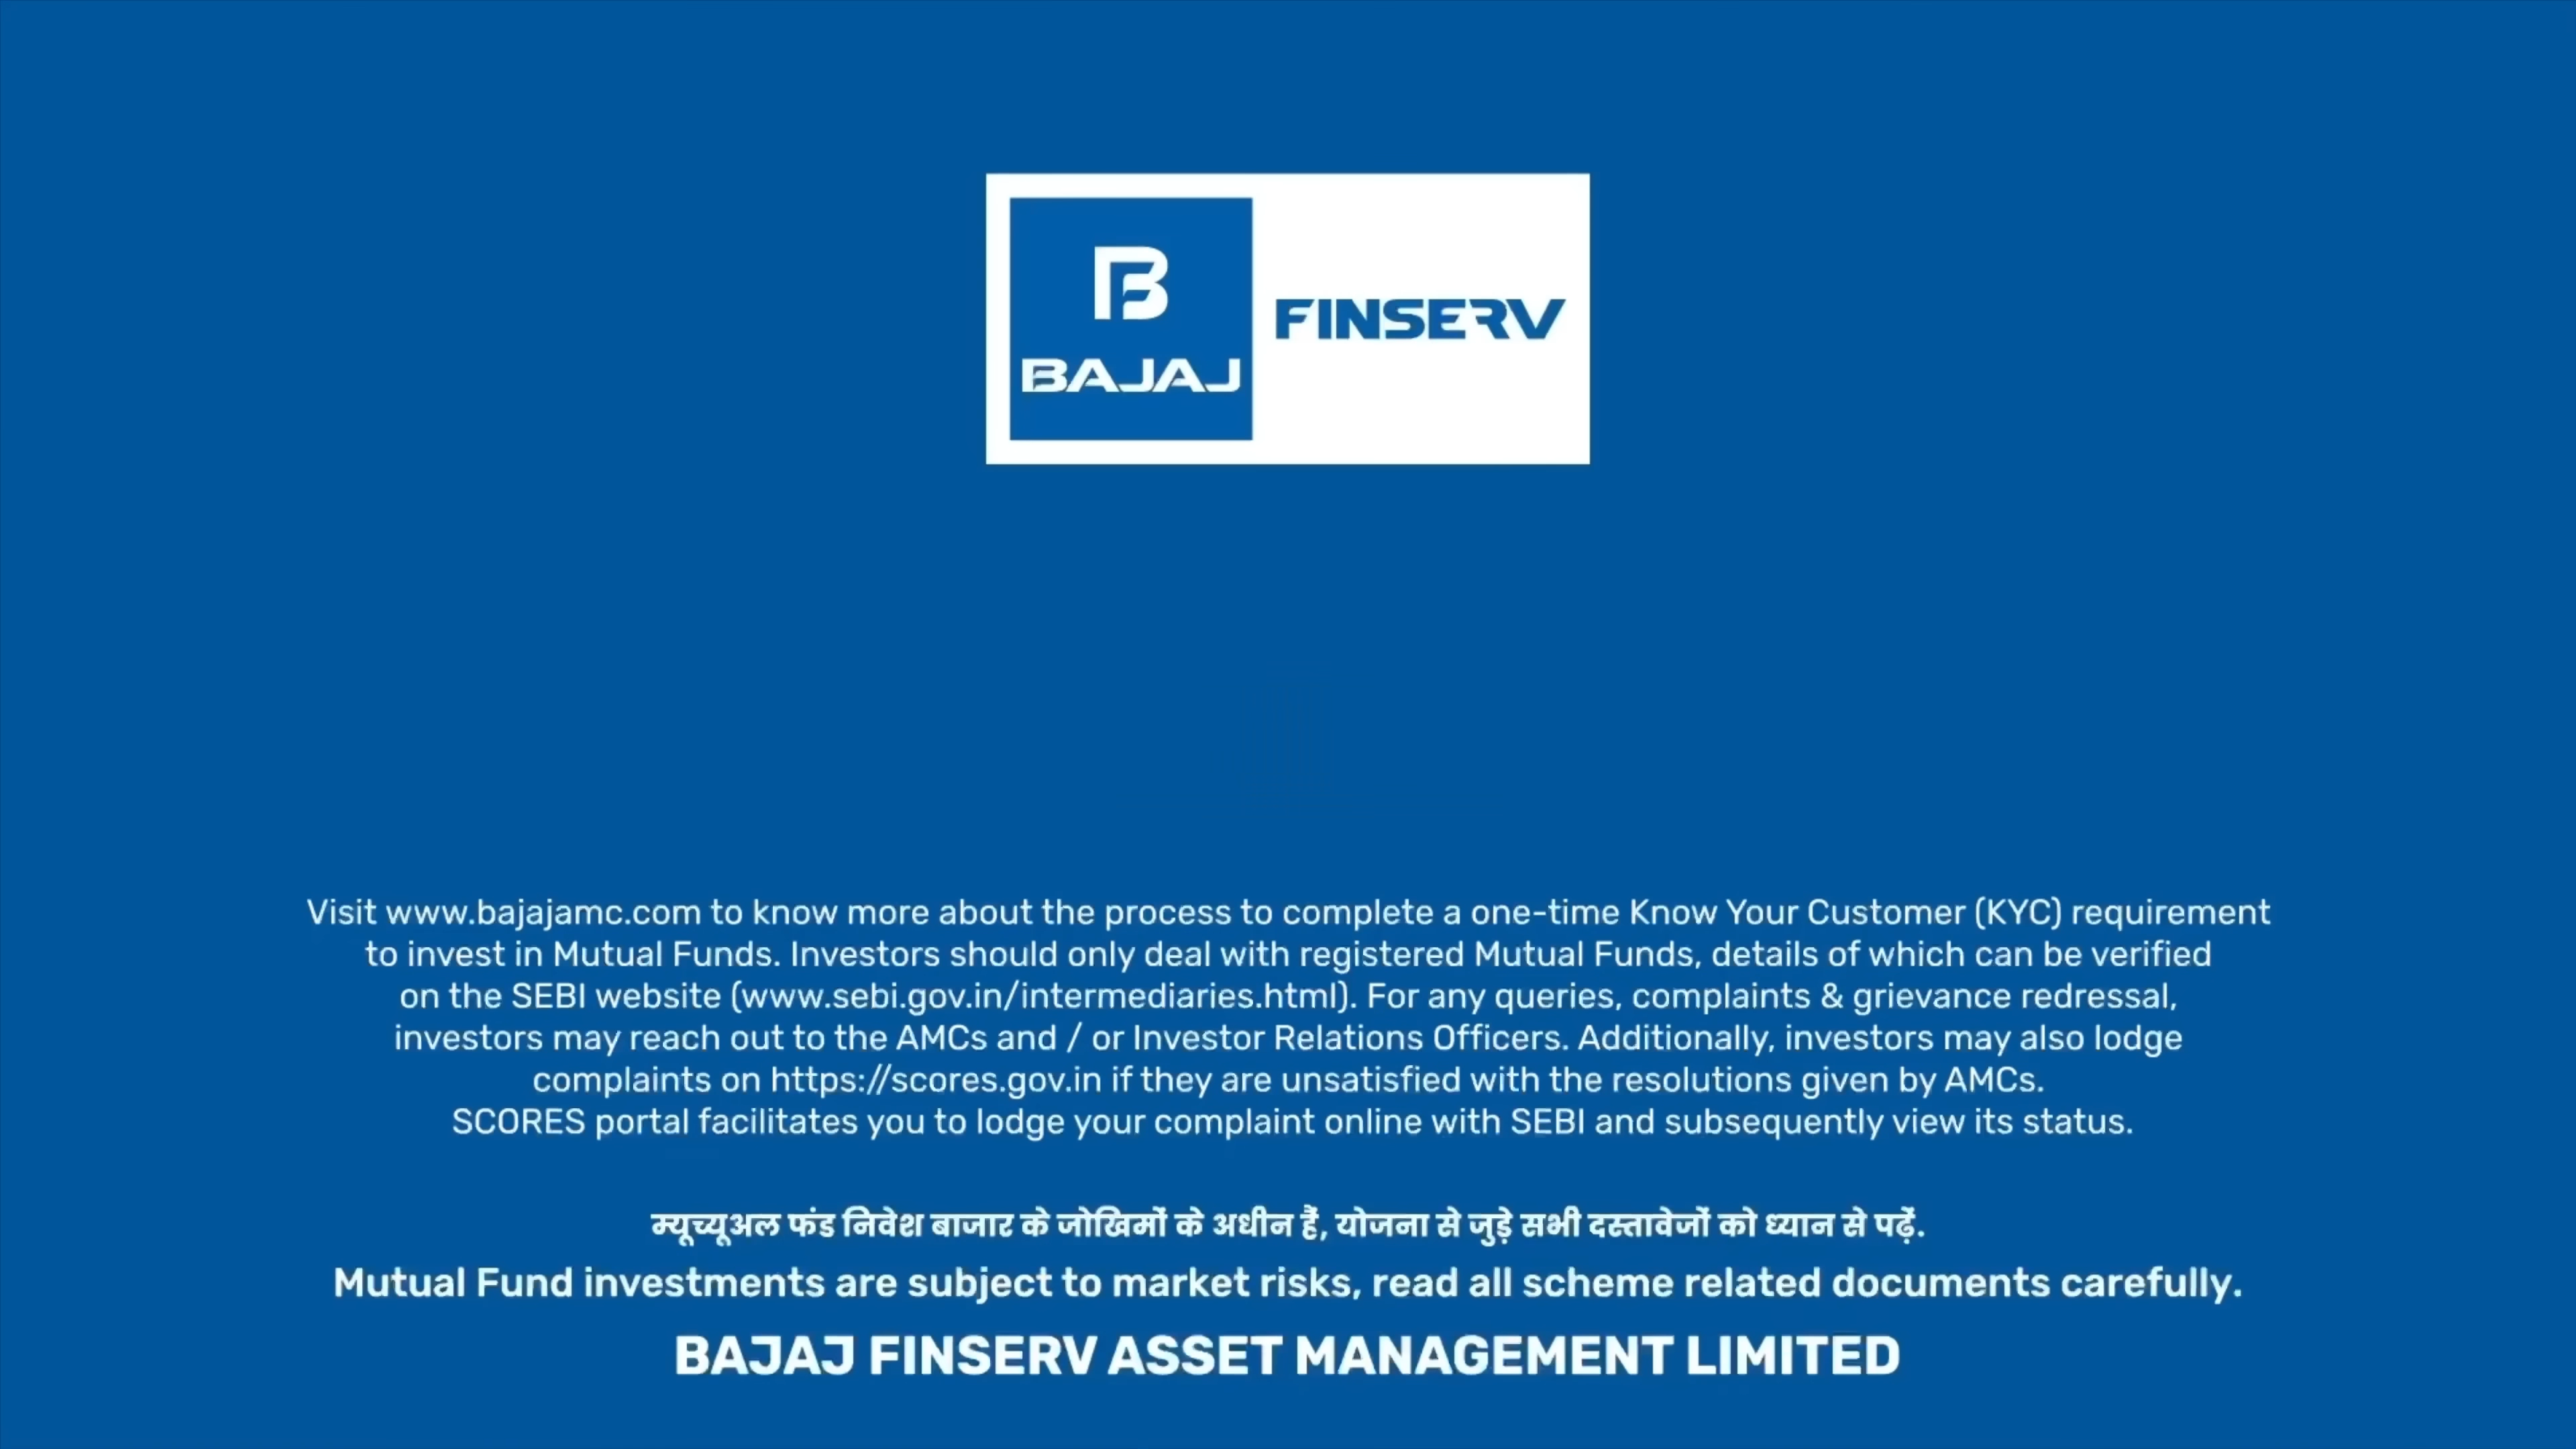 BAJAJ
FINSERV
Visit www.bajajamc.com to know more about the process to complete a one-time Know Your Customer (KYC) requirement
to invest in Mutual Funds. Investors should only deal with registered Mutual Funds, details of which can be verified
on the SEBI website (www.sebi.gov.in/intermediaries.html). For any queries, complaints & grievance redressal,
investors may reach out to the AMCs and / or Investor Relations Officers. Additionally, investors may also lodge
complaints on https://scores.gov.in if they are unsatisfied with the resolutions given by AMCs.
SCORES portal facilitates you to lodge your complaint online with SEBI and subsequently view its status.
म्यूच्यूअल फंड निवेश बाजार के जोखिमों के अधीन हैं, योजना से जुड़े सभी दस्तावेजों को ध्यान से पढ़ें.
Mutual Fund investments are subject to market risks, read all scheme related documents carefully.
BAJAJ FINSERV ASSET MANAGEMENT LIMITED